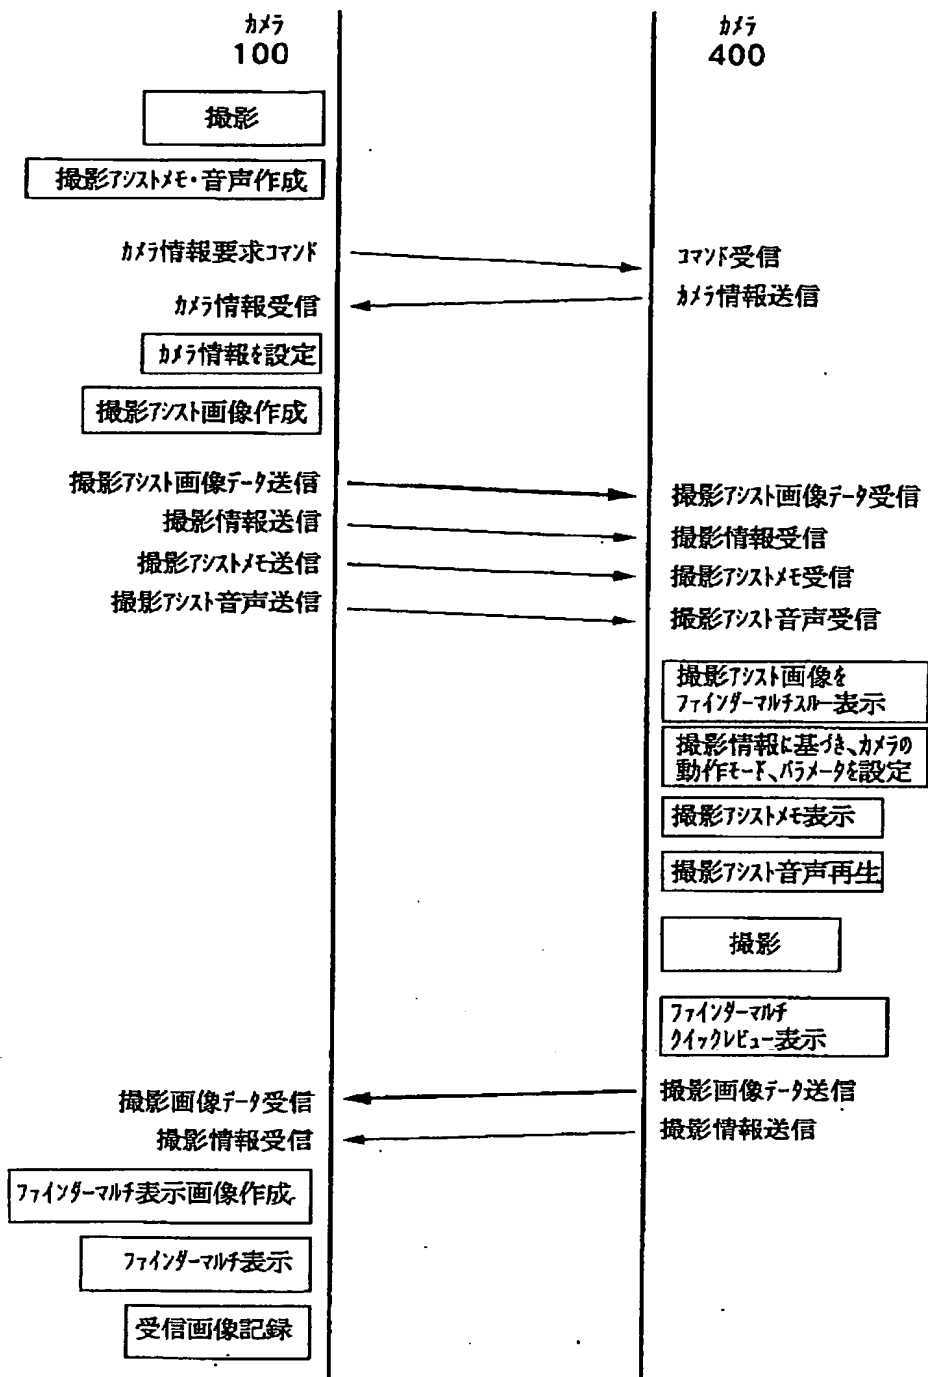 カメラ
100
カメラ
400
撮影
撮影アシストメモ・音声作成
カメラ情報要求コマンド
コマンド受信
カメラ情報受信
カメラ情報送信
カメラ情報を設定
撮影アシスト画像作成
撮影アシスト画像データ送信
撮影アシスト画像データ受信
撮影情報送信
撮影情報受信
撮影アシストメモ送信
撮影アシストメモ受信
撮影アシスト音声送信
撮影アシスト音声受信
撮影アシスト画像を
ファインダーマルチスルー表示
撮影情報に基づき、カメラの
動作モード、パラメータを設定
撮影アシストメモ表示
撮影アシスト音声再生
撮影
ファインダーマルチ
クイックレビュー表示
撮影画像データ受信
撮影画像データ送信
撮影情報受信
撮影情報送信
ファインダーマルチ表示画像作成
ファインダーマルチ表示
受信画像記録